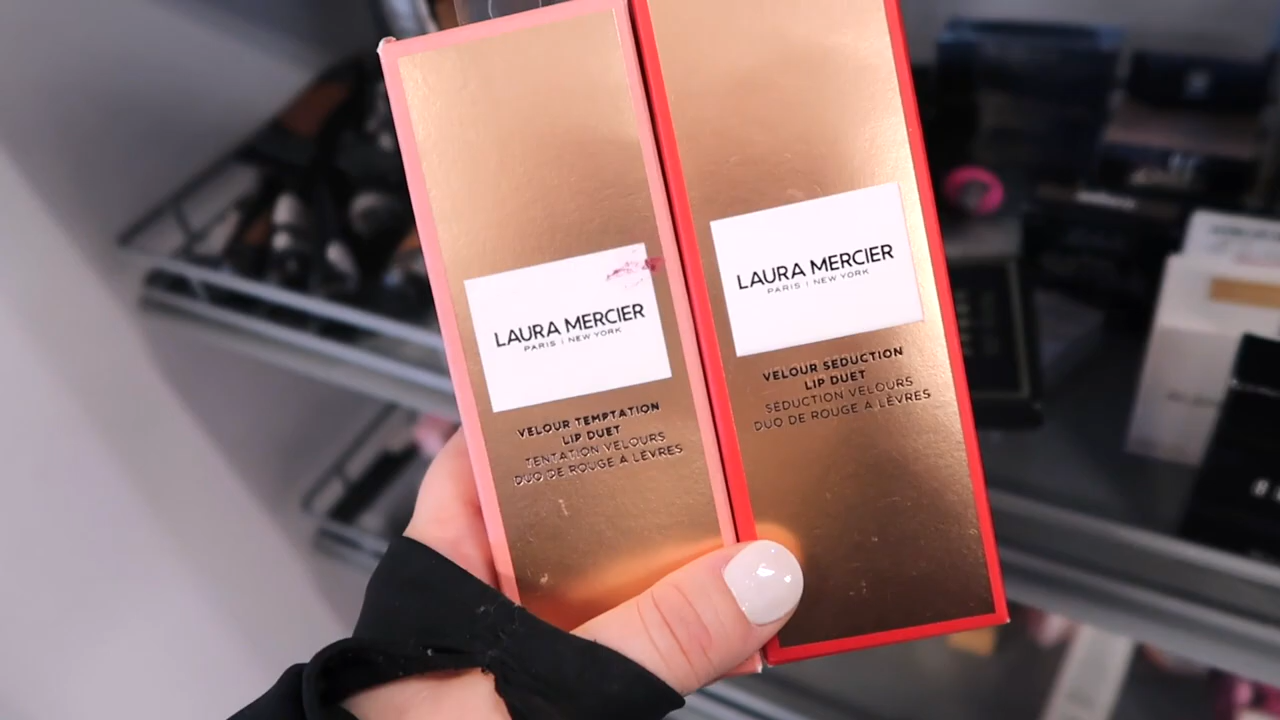 LAURA MERCIER
PARIS | NEW YORK
VELOUR TEMPTATION
LIP DUET
TENTATION VELOURS
DUO DE ROUGE À LÈVRES
LAURA MERCIER
PARIS | NEW YORK
VELOUR SEDUCTION
LIP DUET
SÉDUCTION VELOURS
DUO DE ROUGE À LÈVRES